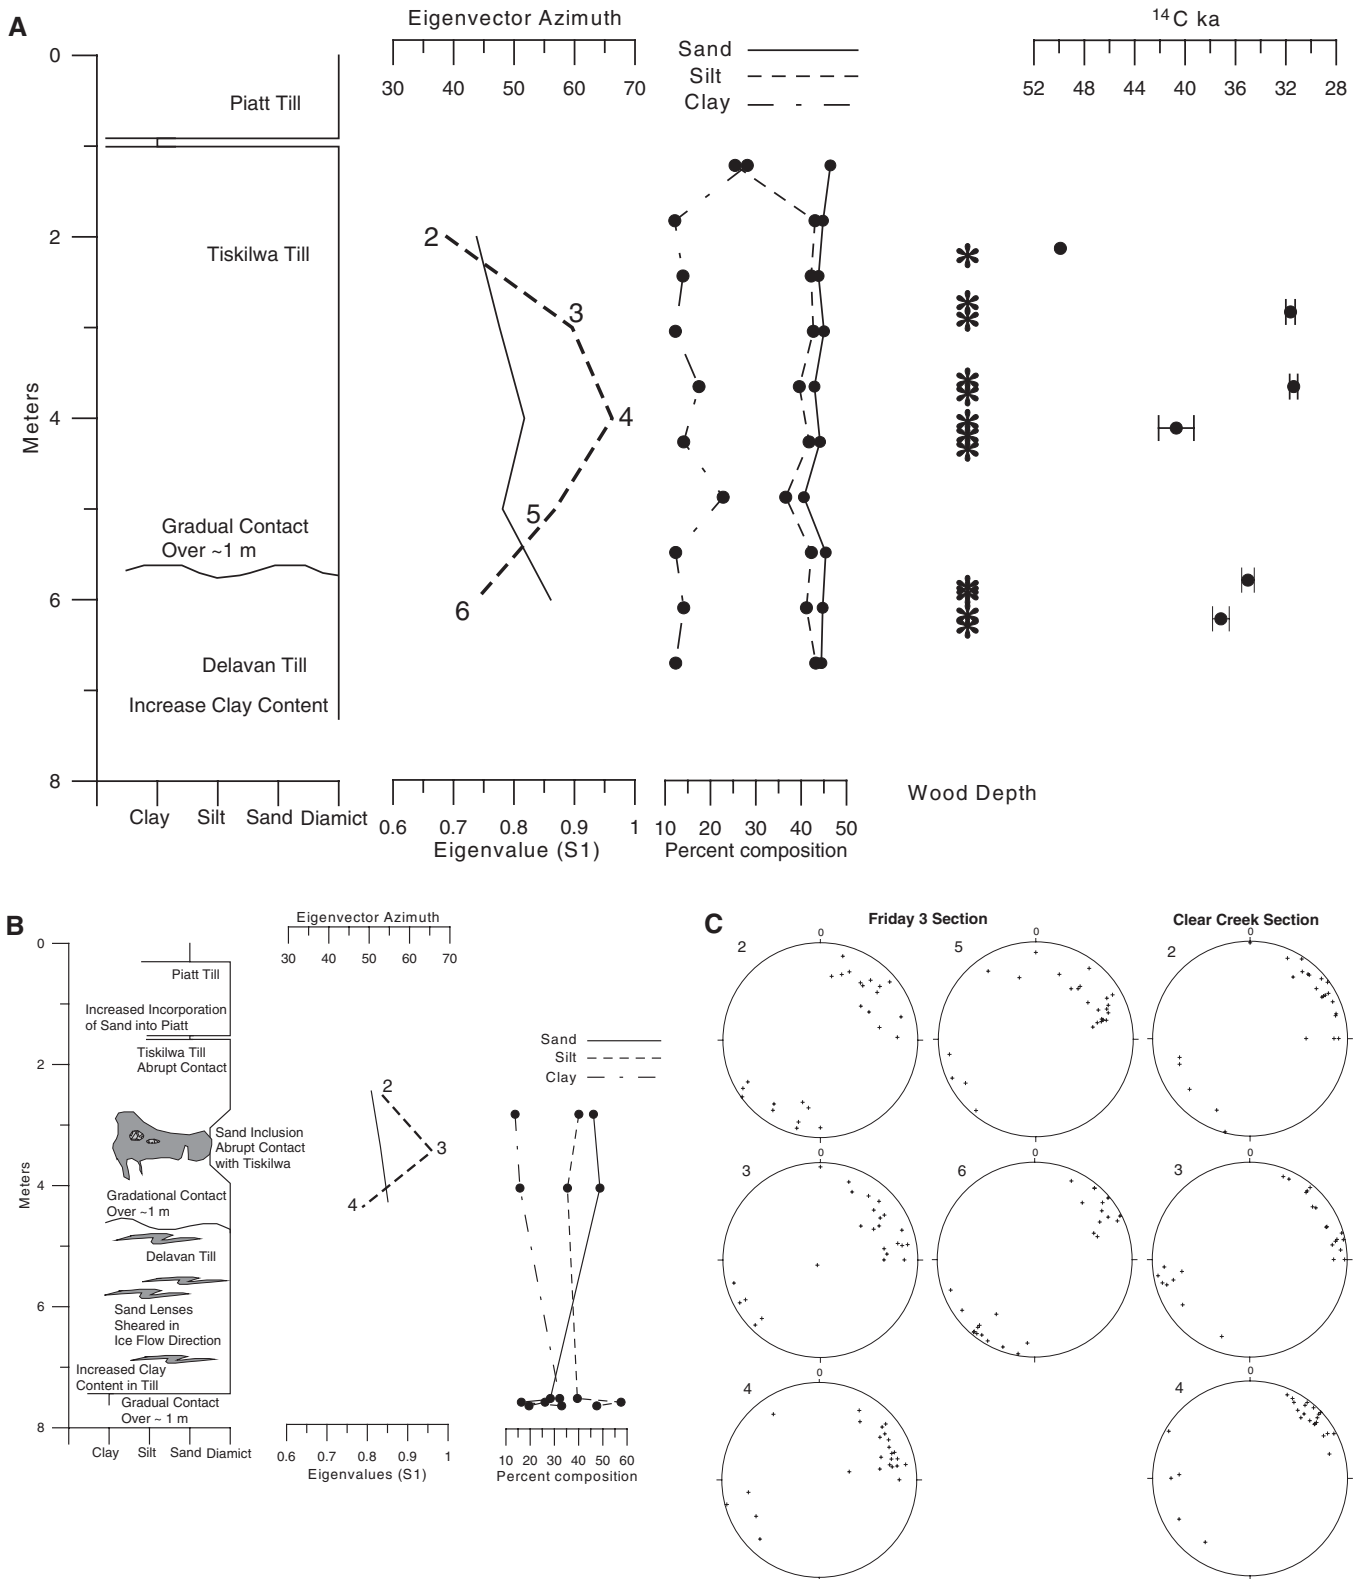 A
Eigenvector Azimuth
30 40 50 60 70
Sand
Silt
Clay
14C ka
52 48 44 40 36 32 28
0
2
4
6
8
Meters
Piatt Till
Tiskilwa Till
Gradual Contact
Over ~1 m
Delavan Till
Increase Clay Content
Clay Silt Sand Diamict
2
3
4
5
6
0.6 0.7 0.8 0.9 1
Eigenvalue (S1)
10 20 30 40 50
Percent composition
Wood Depth
B
Eigenvector Azimuth
30 40 50 60 70
0
2
4
6
8
Meters
Piatt Till
Increased Incorporation
of Sand into Piatt
Tiskilwa Till
Abrupt Contact
Sand Inclusion
Abrupt Contact
with Tiskilwa
Gradational Contact
Over ~1 m
Delavan Till
Sand Lenses
Sheared in
Ice Flow Direction
Increased Clay
Content in Till
Gradual Contact
Over ~ 1 m
Clay Silt Sand Diamict
2
3
4
0.6 0.7 0.8 0.9 1
Eigenvalues (S1)
Sand
Silt
Clay
10 20 30 40 50 60
Percent composition
C
Friday 3 Section
Clear Creek Section
2 0
5 0
2 0
3 0
6 0
3 0
4 0
4 0